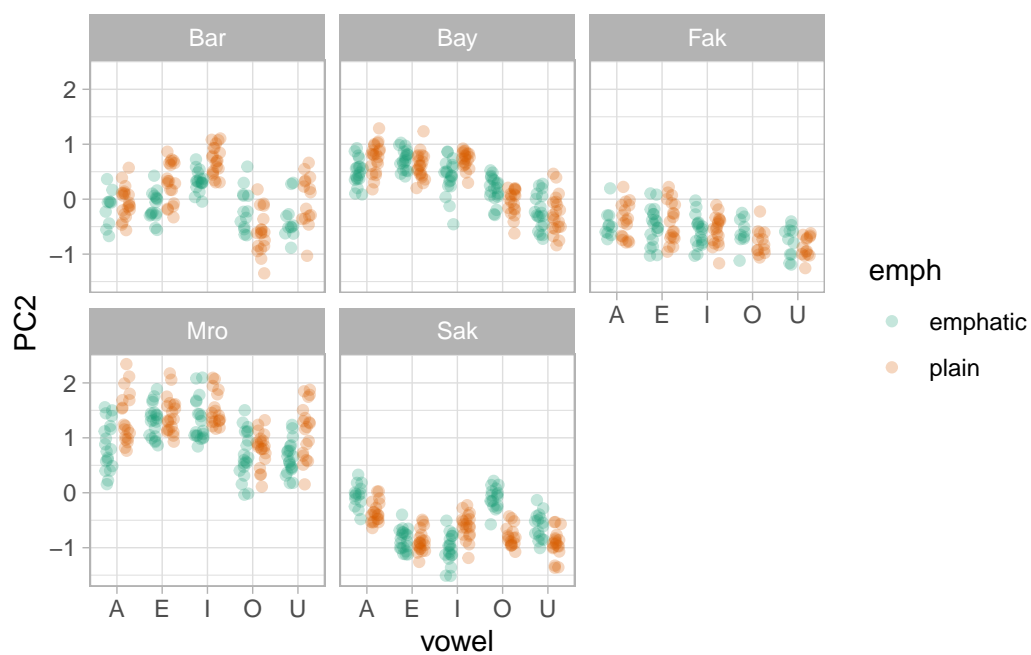 Bar Bay Fak
2
1
0
−1
A E I O U
Mro Sak
2
1
0
−1
A E I O U A E I O U
vowel
PC2
emph
emphatic
plain